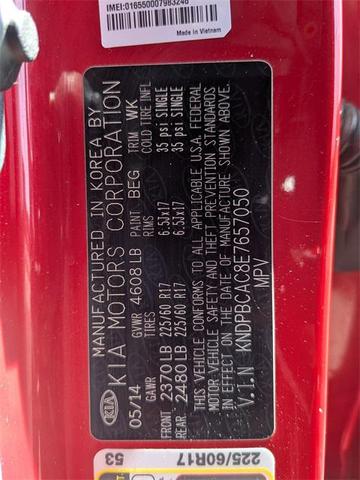 IMEI:016550007983248
Made in Vietnam
MANUFACTURED IN KOREA BY
KIA MOTORS CORPORATION
05/14 PAINT BEG TRIM WK
GVWR 4608 LB
GAWR TIRES RIMS COLD TIRE INFL
FRONT 2370 LB 225/60 R17 6.5Jx17 35 psi SINGLE
REAR 2480 LB 225/60 R17 6.5Jx17 35 psi SINGLE
THIS VEHICLE CONFORMS TO ALL APPLICABLE U.S.A. FEDERAL
MOTOR VEHICLE SAFETY AND THEFT PREVENTION STANDARDS
IN EFFECT ON THE DATE OF MANUFACTURE SHOWN ABOVE.
V.I.N KNDPBCAC8E7657050
MPV
KIA
225/60R17
53